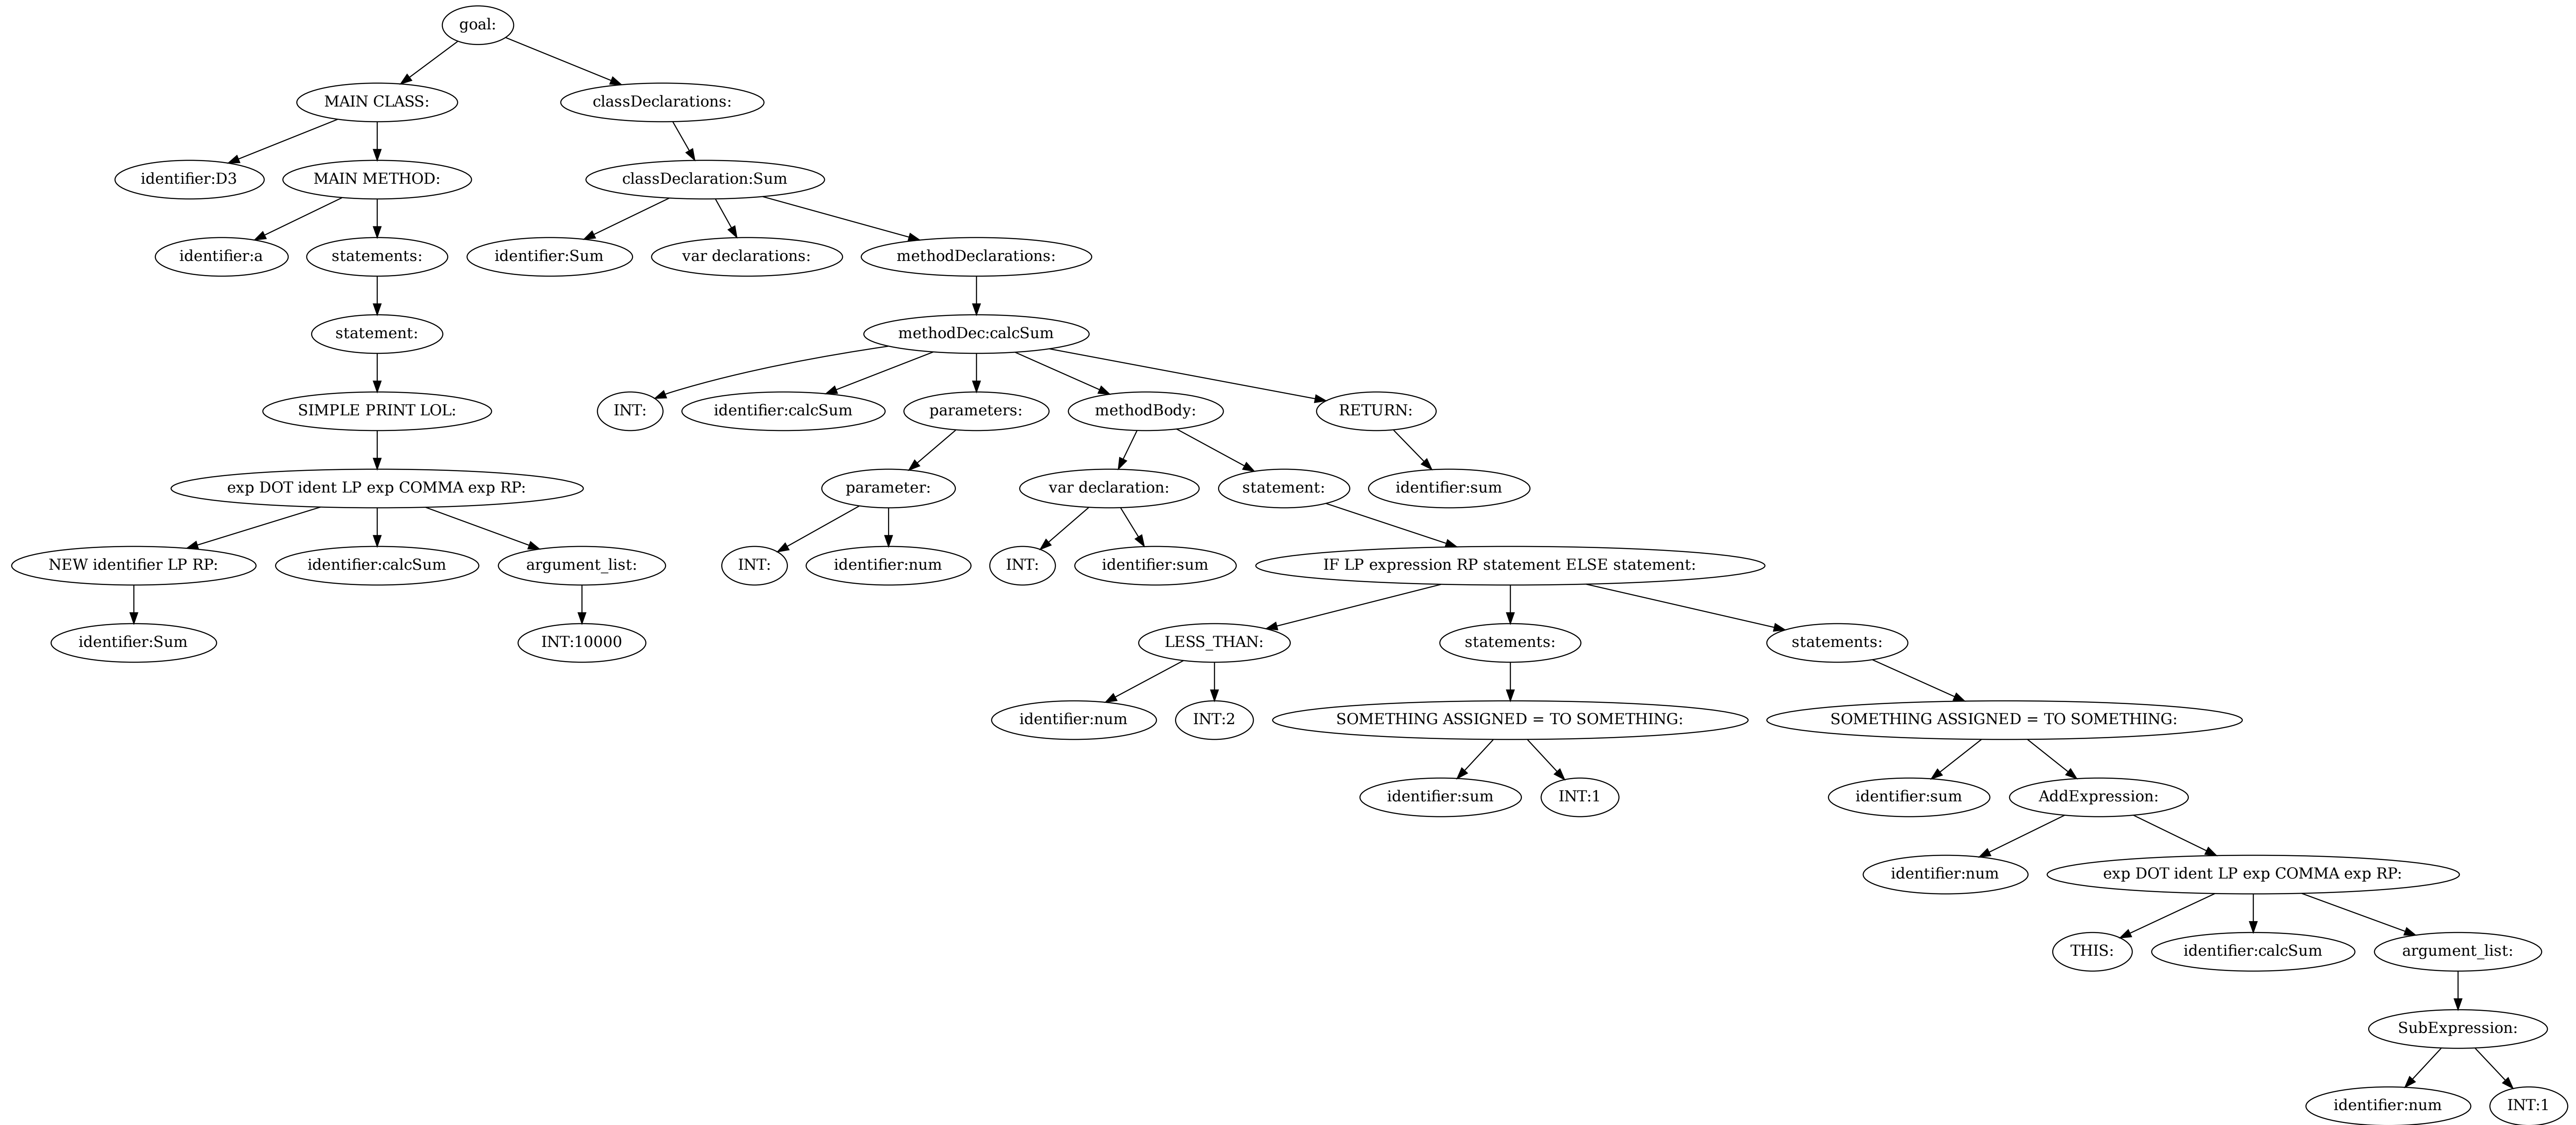 goal:
MAIN CLASS:
classDeclarations:
identifier:D3
MAIN METHOD:
classDeclaration:Sum
identifier:a
statements:
identifier:Sum
var declarations:
methodDeclarations:
statement:
methodDec:calcSum
SIMPLE PRINT LOL:
INT:
identifier:calcSum
parameters:
methodBody:
RETURN:
exp DOT ident LP exp COMMA exp RP:
parameter:
var declaration:
statement:
identifier:sum
NEW identifier LP RP:
identifier:calcSum
argument_list:
INT:
identifier:num
INT:
identifier:sum
IF LP expression RP statement ELSE statement:
identifier:Sum
INT:10000
LESS_THAN:
statements:
statements:
identifier:num
INT:2
SOMETHING ASSIGNED = TO SOMETHING:
SOMETHING ASSIGNED = TO SOMETHING:
identifier:sum
INT:1
identifier:sum
AddExpression:
identifier:num
exp DOT ident LP exp COMMA exp RP:
THIS:
identifier:calcSum
argument_list:
SubExpression:
identifier:num
INT:1